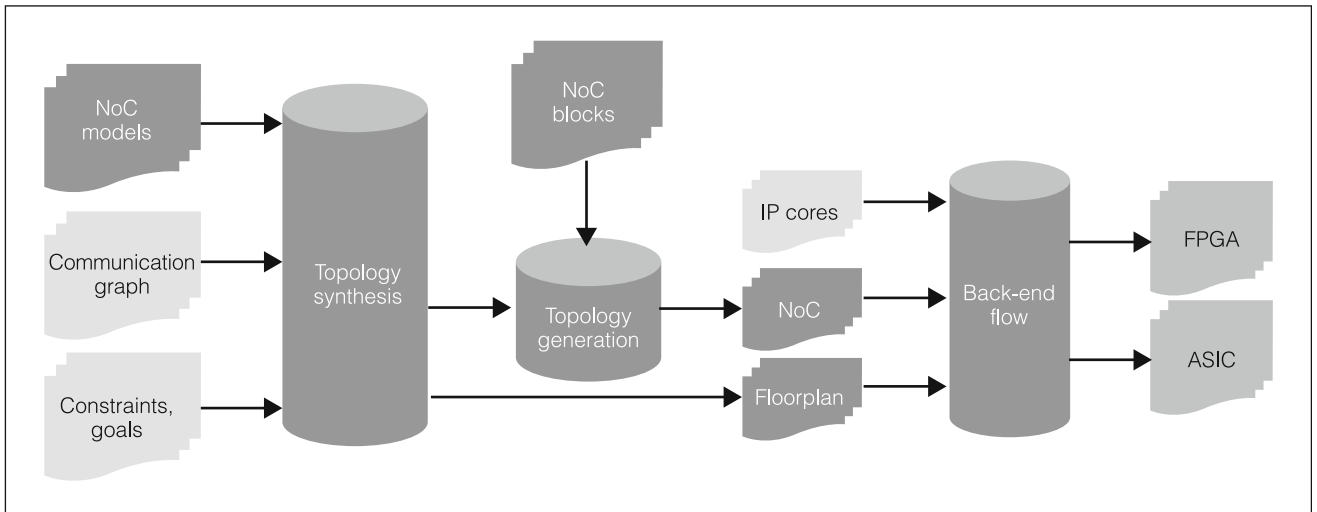 NoC
models
Communication
graph
Constraints,
goals
Topology
synthesis
NoC
blocks
Topology
generation
IP cores
NoC
Floorplan
Back-end
flow
FPGA
ASIC